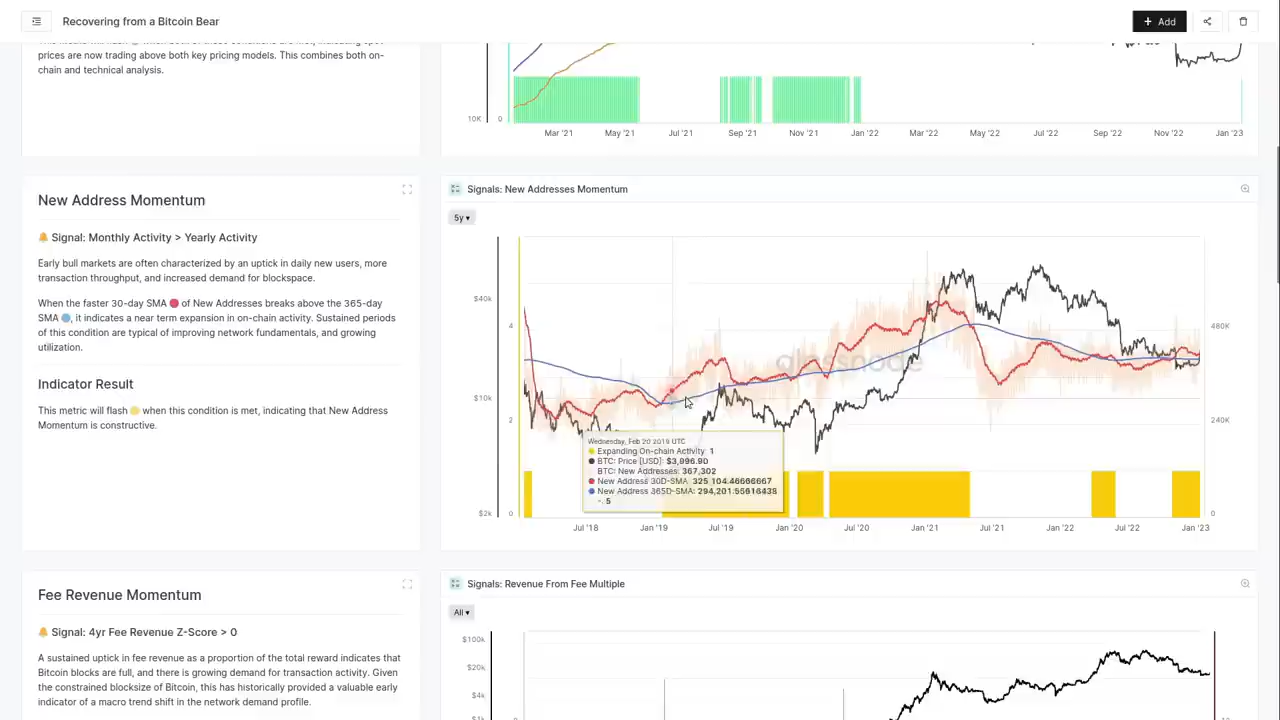 Recovering from a Bitcoin Bear
+ Add
prices are now trading above both key pricing models. This combines both on-
chain and technical analysis.
10K
0
Mar '21
May '21
Jul '21
Sep '21
Nov '21
Jan '22
Mar '22
May '22
Jul '22
Sep '22
Nov '22
Jan '23
New Address Momentum
Signal: Monthly Activity > Yearly Activity
Early bull markets are often characterized by an uptick in daily new users, more
transaction throughput, and increased demand for blockspace.
When the faster 30-day SMA of New Addresses breaks above the 365-day
SMA , it indicates a near term expansion in on-chain activity. Sustained periods
of this condition are typical of improving network fundamentals, and growing
utilization.
Indicator Result
This metric will flash when this condition is met, indicating that New Address
Momentum is constructive.
Signals: New Addresses Momentum
5y
$40k
$10k
$2k
4
2
0
480K
240K
0
glassnode
Wednesday, Feb 20 2019 UTC
Expanding On-chain Activity: 1
BTC: Price [USD]: $3,996.90
BTC: New Addresses: 367,302
New Address 30D-SMA: 325,104.46666667
New Address 365D-SMA: 294,201.55616438
-: 5
Jul '18
Jan '19
Jul '19
Jan '20
Jul '20
Jan '21
Jul '21
Jan '22
Jul '22
Jan '23
Fee Revenue Momentum
Signal: 4yr Fee Revenue Z-Score > 0
A sustained uptick in fee revenue as a proportion of the total reward indicates that
Bitcoin blocks are full, and there is growing demand for transaction activity. Given
the constrained blocksize of Bitcoin, this has historically provided a valuable early
indicator of a macro trend shift in the network demand profile.
Signals: Revenue From Fee Multiple
All
$100k
$20k
$4k